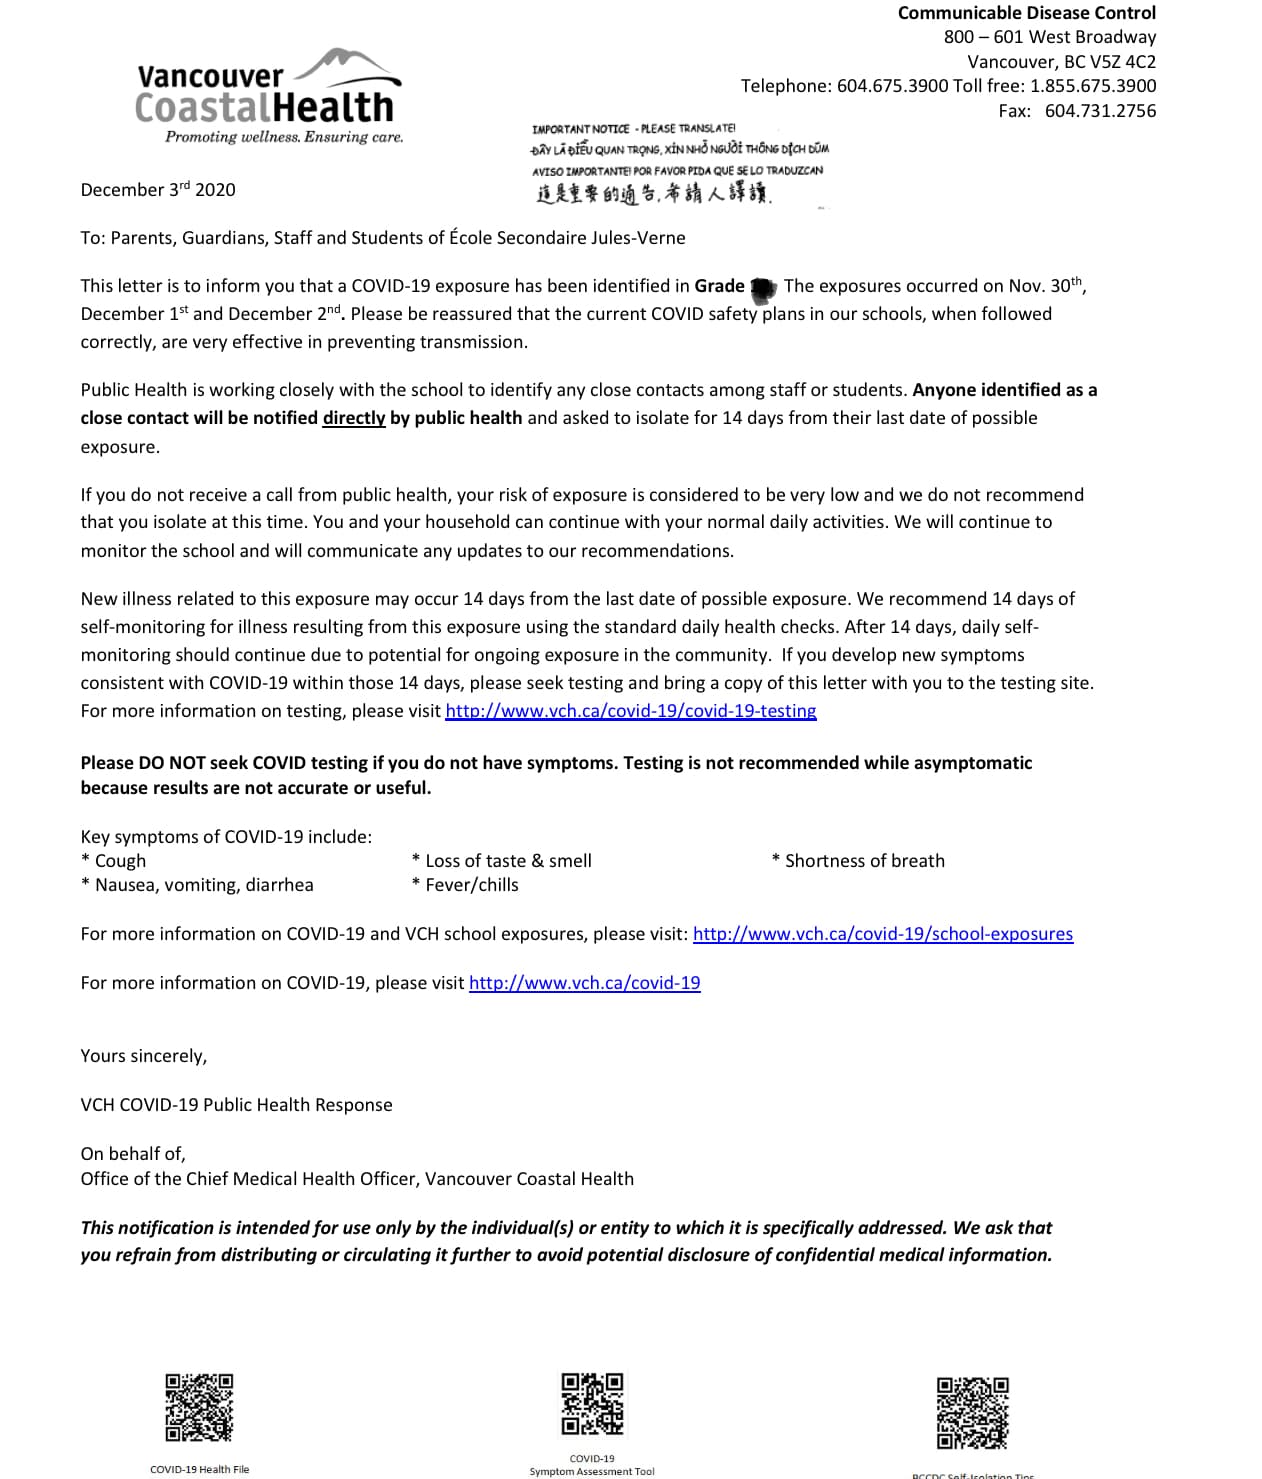 Communicable Disease Control
800 – 601 West Broadway
Vancouver, BC V5Z 4C2
Telephone: 604.675.3900 Toll free: 1.855.675.3900
Fax: 604.731.2756
Vancouver
CoastalHealth
Promoting wellness. Ensuring care.
IMPORTANT NOTICE - PLEASE TRANSLATE!
ĐÂY LÀ ĐIỀU QUAN TRỌNG, XIN NHỜ NGƯỜI THÔNG DỊCH DÙM
AVISO IMPORTANTE! POR FAVOR PIDA QUE SE LO TRADUZCAN
這是重要的通告,希請人譯讀.
December 3rd 2020
To: Parents, Guardians, Staff and Students of École Secondaire Jules-Verne
This letter is to inform you that a COVID-19 exposure has been identified in Grade The exposures occurred on Nov. 30th,
December 1st and December 2nd. Please be reassured that the current COVID safety plans in our schools, when followed
correctly, are very effective in preventing transmission.
Public Health is working closely with the school to identify any close contacts among staff or students. Anyone identified as a
close contact will be notified directly by public health and asked to isolate for 14 days from their last date of possible
exposure.
If you do not receive a call from public health, your risk of exposure is considered to be very low and we do not recommend
that you isolate at this time. You and your household can continue with your normal daily activities. We will continue to
monitor the school and will communicate any updates to our recommendations.
New illness related to this exposure may occur 14 days from the last date of possible exposure. We recommend 14 days of
self-monitoring for illness resulting from this exposure using the standard daily health checks. After 14 days, daily self-
monitoring should continue due to potential for ongoing exposure in the community. If you develop new symptoms
consistent with COVID-19 within those 14 days, please seek testing and bring a copy of this letter with you to the testing site.
For more information on testing, please visit http://www.vch.ca/covid-19/covid-19-testing
Please DO NOT seek COVID testing if you do not have symptoms. Testing is not recommended while asymptomatic
because results are not accurate or useful.
Key symptoms of COVID-19 include:
* Cough * Loss of taste & smell * Shortness of breath
* Nausea, vomiting, diarrhea * Fever/chills
For more information on COVID-19 and VCH school exposures, please visit: http://www.vch.ca/covid-19/school-exposures
For more information on COVID-19, please visit http://www.vch.ca/covid-19
Yours sincerely,
VCH COVID-19 Public Health Response
On behalf of,
Office of the Chief Medical Health Officer, Vancouver Coastal Health
This notification is intended for use only by the individual(s) or entity to which it is specifically addressed. We ask that
you refrain from distributing or circulating it further to avoid potential disclosure of confidential medical information.
COVID-19 Health File
COVID-19
Symptom Assessment Tool
BCCDC Self-Isolation Tips